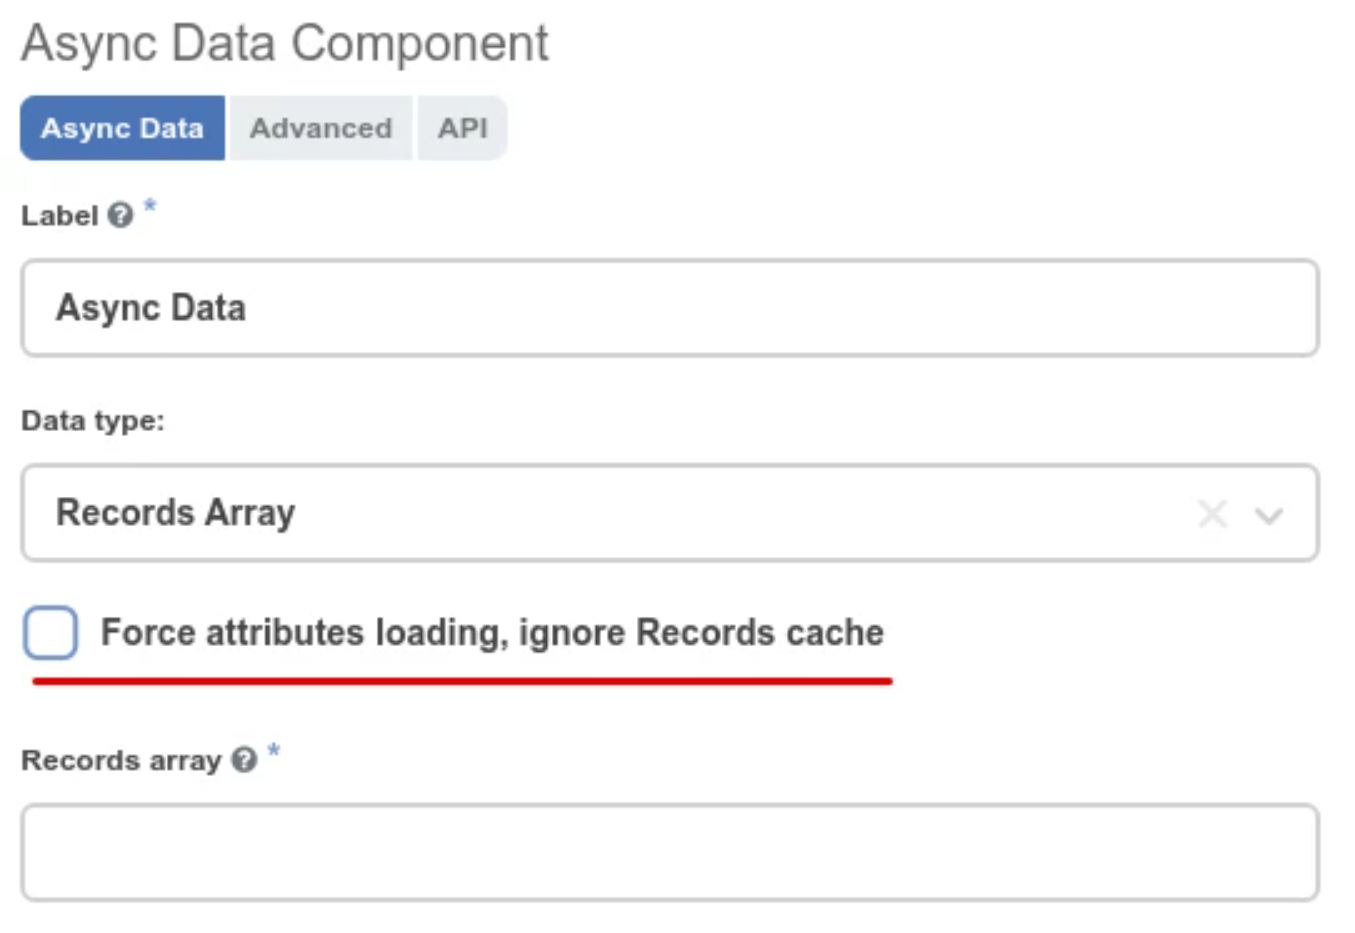 Async Data Component
Async Data Advanced API
Label ? *
Async Data
Data type:
Records Array
Force attributes loading, ignore Records cache
Records array ? *